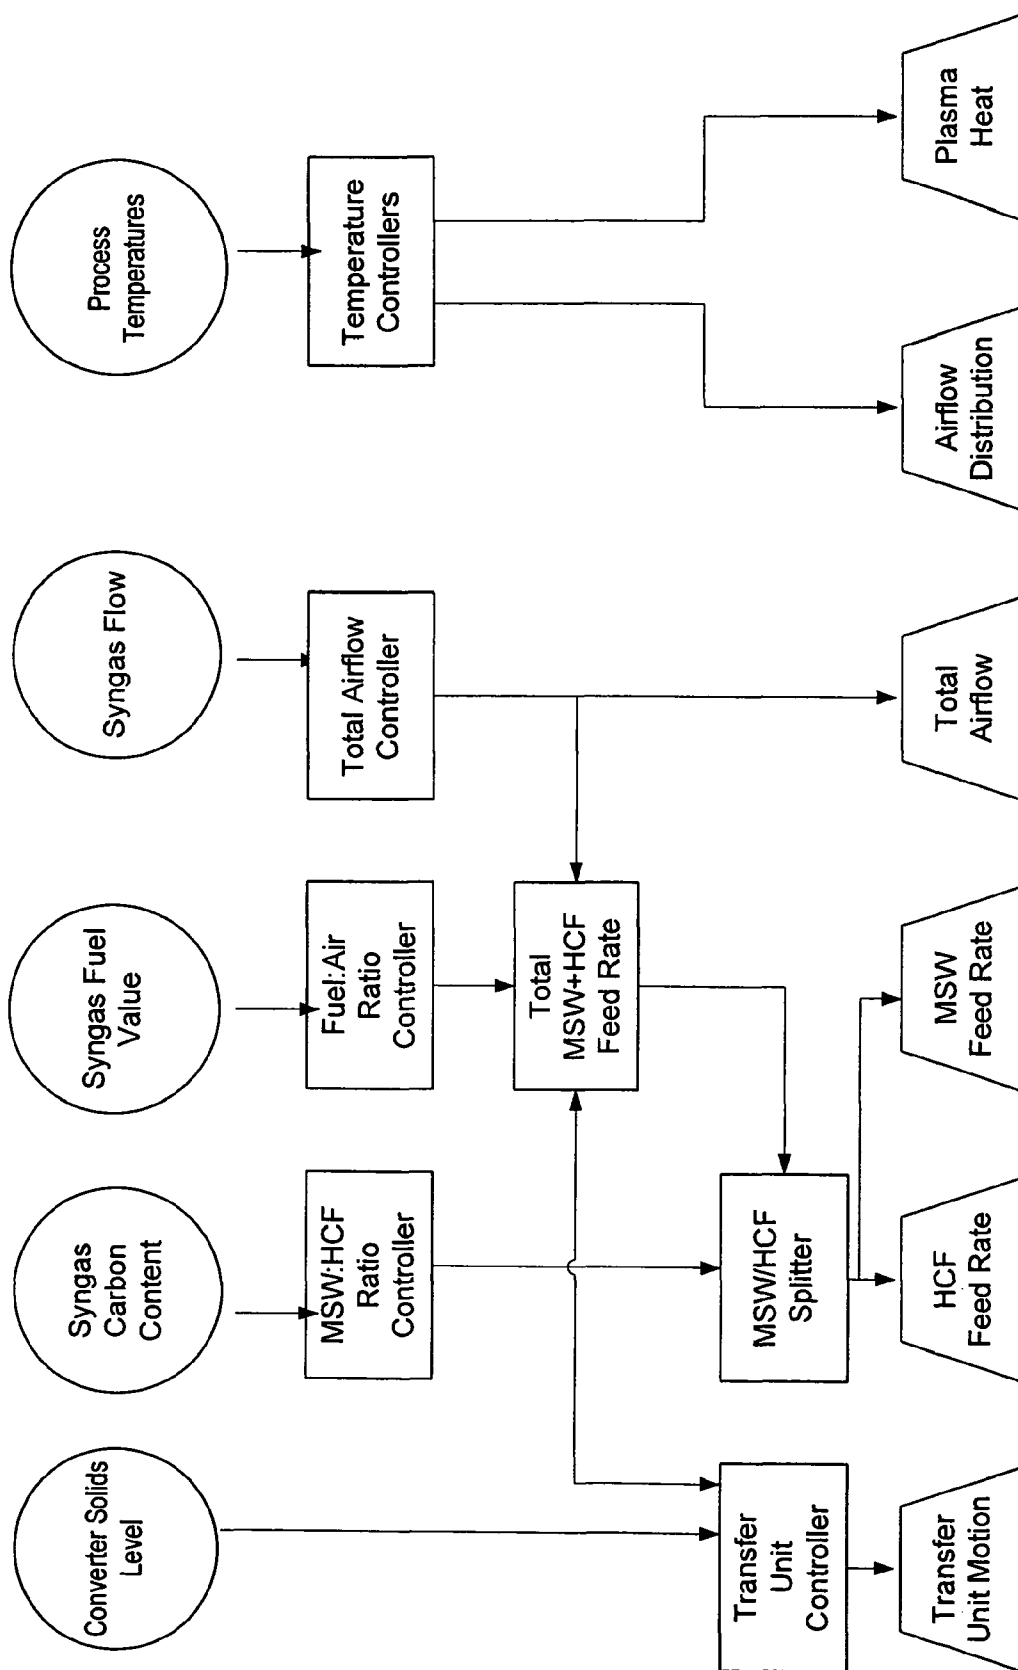 Converter Solids
Level
Syngas
Carbon
Content
Syngas Fuel
Value
Syngas Flow
Process
Temperatures
MSW:HCF
Ratio
Controller
Fuel:Air
Ratio
Controller
Total Airflow
Controller
Temperature
Controllers
Total
MSW+HCF
Feed Rate
Transfer
Unit
Controller
MSW/HCF
Splitter
Transfer
Unit Motion
HCF
Feed Rate
MSW
Feed Rate
Total
Airflow
Airflow
Distribution
Plasma
Heat